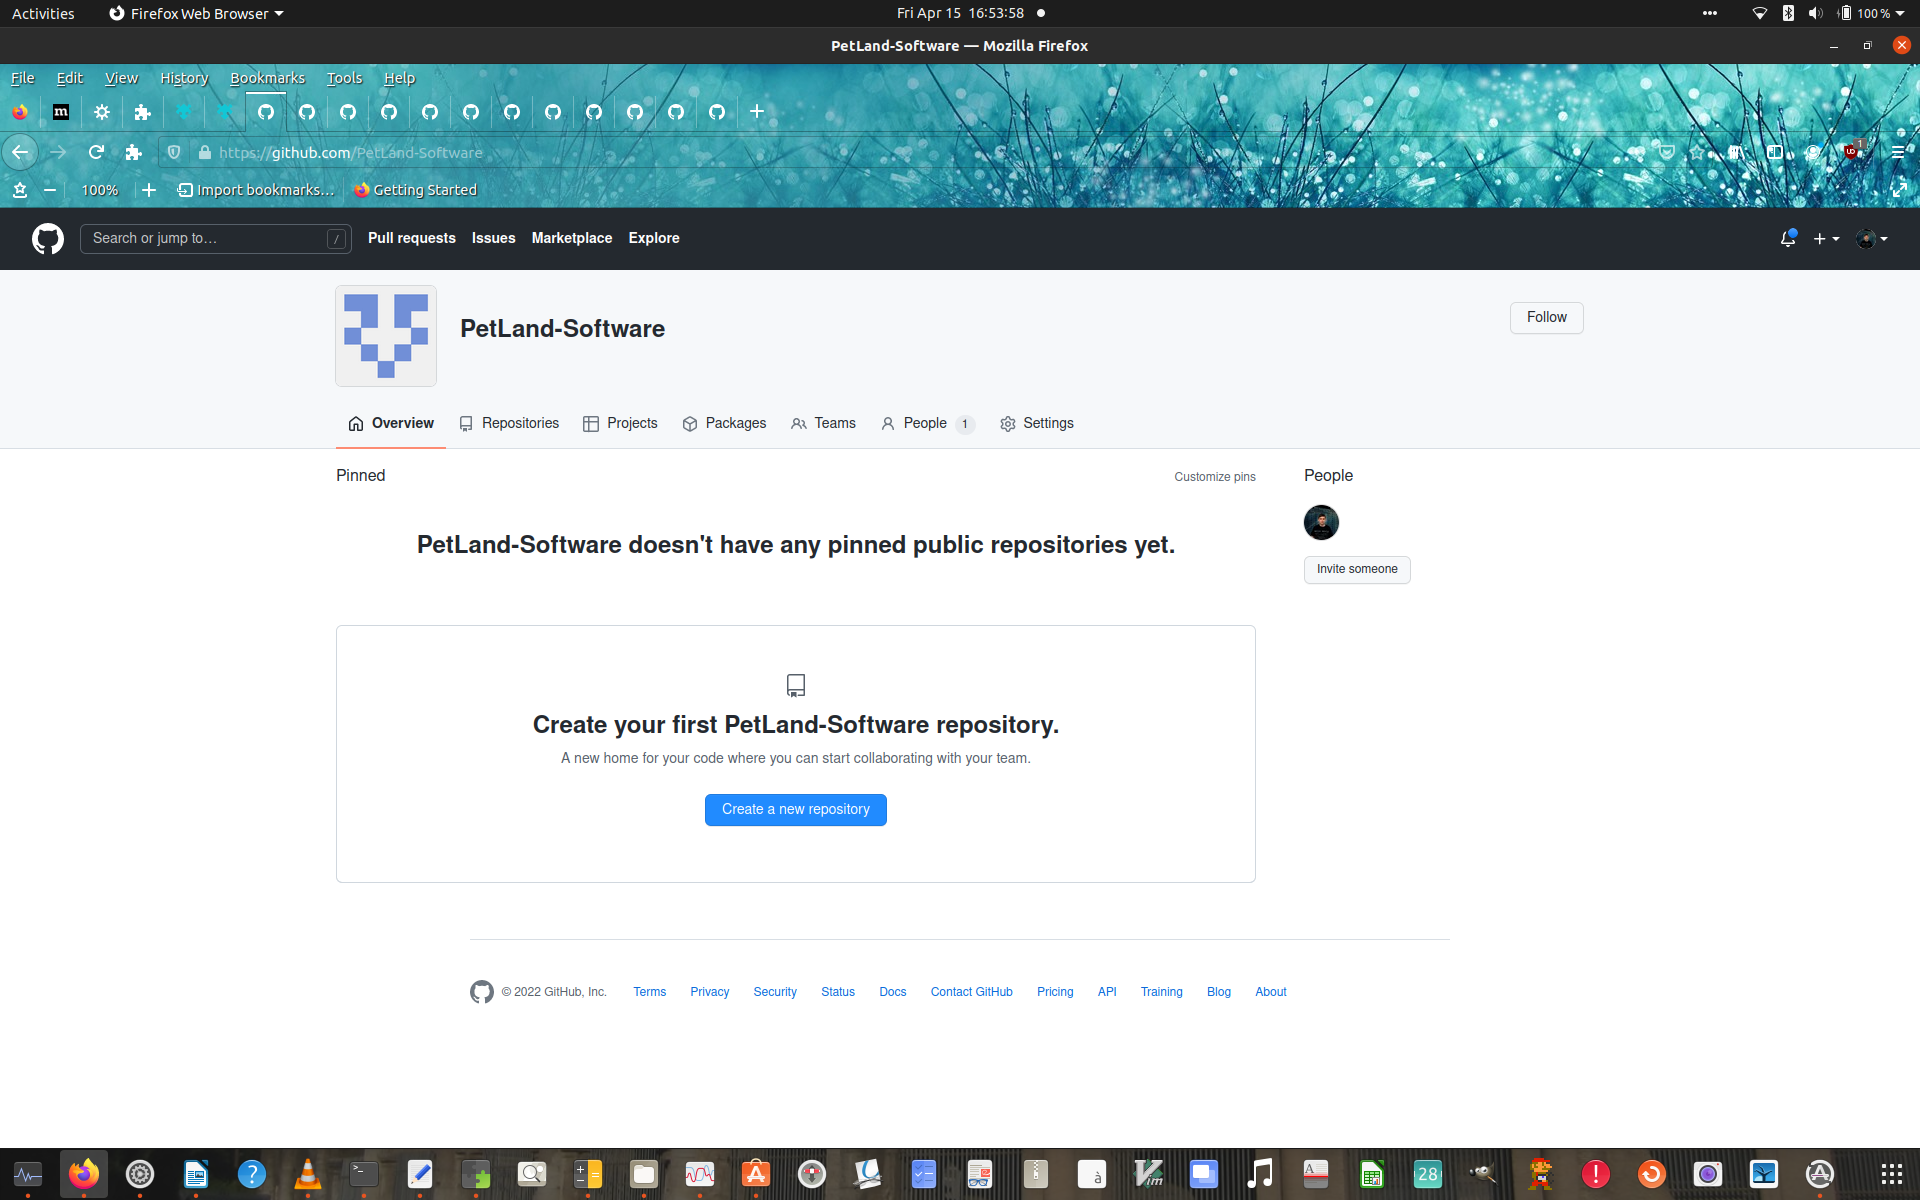 Activities Firefox Web Browser Fri Apr 15 16:53:58 100 %
PetLand-Software — Mozilla Firefox
File Edit View History Bookmarks Tools Help
m
https://github.com/PetLand-Software 1
100% Import bookmarks... Getting Started
Search or jump to... / Pull requests Issues Marketplace Explore
PetLand-Software Follow
Overview Repositories Projects Packages Teams People 1 Settings
Pinned Customize pins People
PetLand-Software doesn't have any pinned public repositories yet.
Invite someone
Create your first PetLand-Software repository.
A new home for your code where you can start collaborating with your team.
Create a new repository
© 2022 GitHub, Inc. Terms Privacy Security Status Docs Contact GitHub Pricing API Training Blog About
à Vim A 28